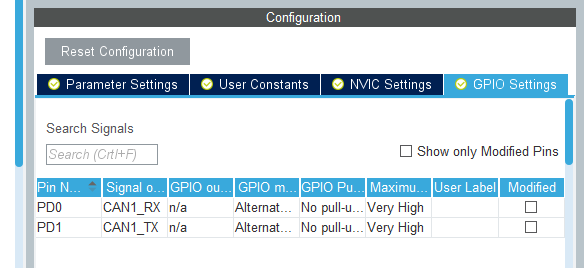 Configuration
Reset Configuration
Parameter Settings User Constants NVIC Settings GPIO Settings
Search Signals
Search (CrtI+F)
Show only Modified Pins
Pin N... Signal o... GPIO ou... GPIO m... GPIO Pu... Maximu... User Label Modified
PD0 CAN1_RX n/a Alternat... No pull-u... Very High
PD1 CAN1_TX n/a Alternat... No pull-u... Very High